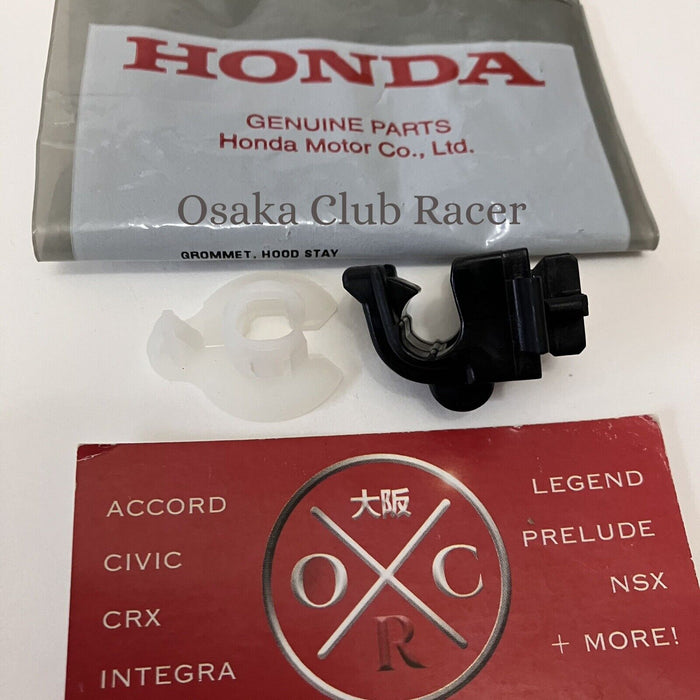 HONDA
GENUINE PARTS
Honda Motor Co., Ltd.
Osaka Club Racer
GROMMET, HOOD STAY
ACCORD
CIVIC
CRX
INTEGRA
大阪
O C
R
LEGEND
PRELUDE
NSX
+ MORE!